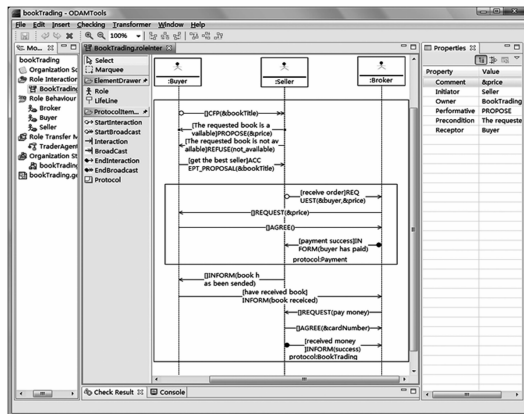 bookTrading - ODAMTools
File Edit Insert Checking Transformer Window Help
100%
Mo...
bookTrading
Organization Sc
Role Interaction
BookTrading
Role Behaviour
Broker
Buyer
Seller
Role Transfer M
TraderAgent
Organization St
bookTrading
bookTrading.ge
BookTrading.roleinter
Select
Marquee
ElementDrawer
Role
LifeLine
ProtocolItem...
StartInteraction
StartBroadcast
Interaction
BroadCast
EndInteraction
EndBroadcast
Protocol
:Buyer
:Seller
:Broker
[]CFP(&bookTitle)
[The requested book is a
vailable]PROPOSE(&price)
[The requested book is not av
ailable]REFUSE(not_available)
[get the best seller]ACC
EPT_PROPOSAL(&bookTitle)
[receive order]REQ
UEST(&buyer,&price)
[]REQUEST(&price)
[]AGREE()
[payment success]IN
FORM(buyer has paid)
protocol:Payment
[]INFORM(book h
as been sended)
[have received book]
INFORM(book received)
[]REQUEST(pay money)
[]AGREE(&cardNumber)
[received money
]INFORM(success)
protocol:BookTrading
Check Result
Console
Properties
Property Value
Comment &price
Initiator Seller
Owner BookTrading
Performative PROPOSE
Precondition The requeste
Receptor Buyer